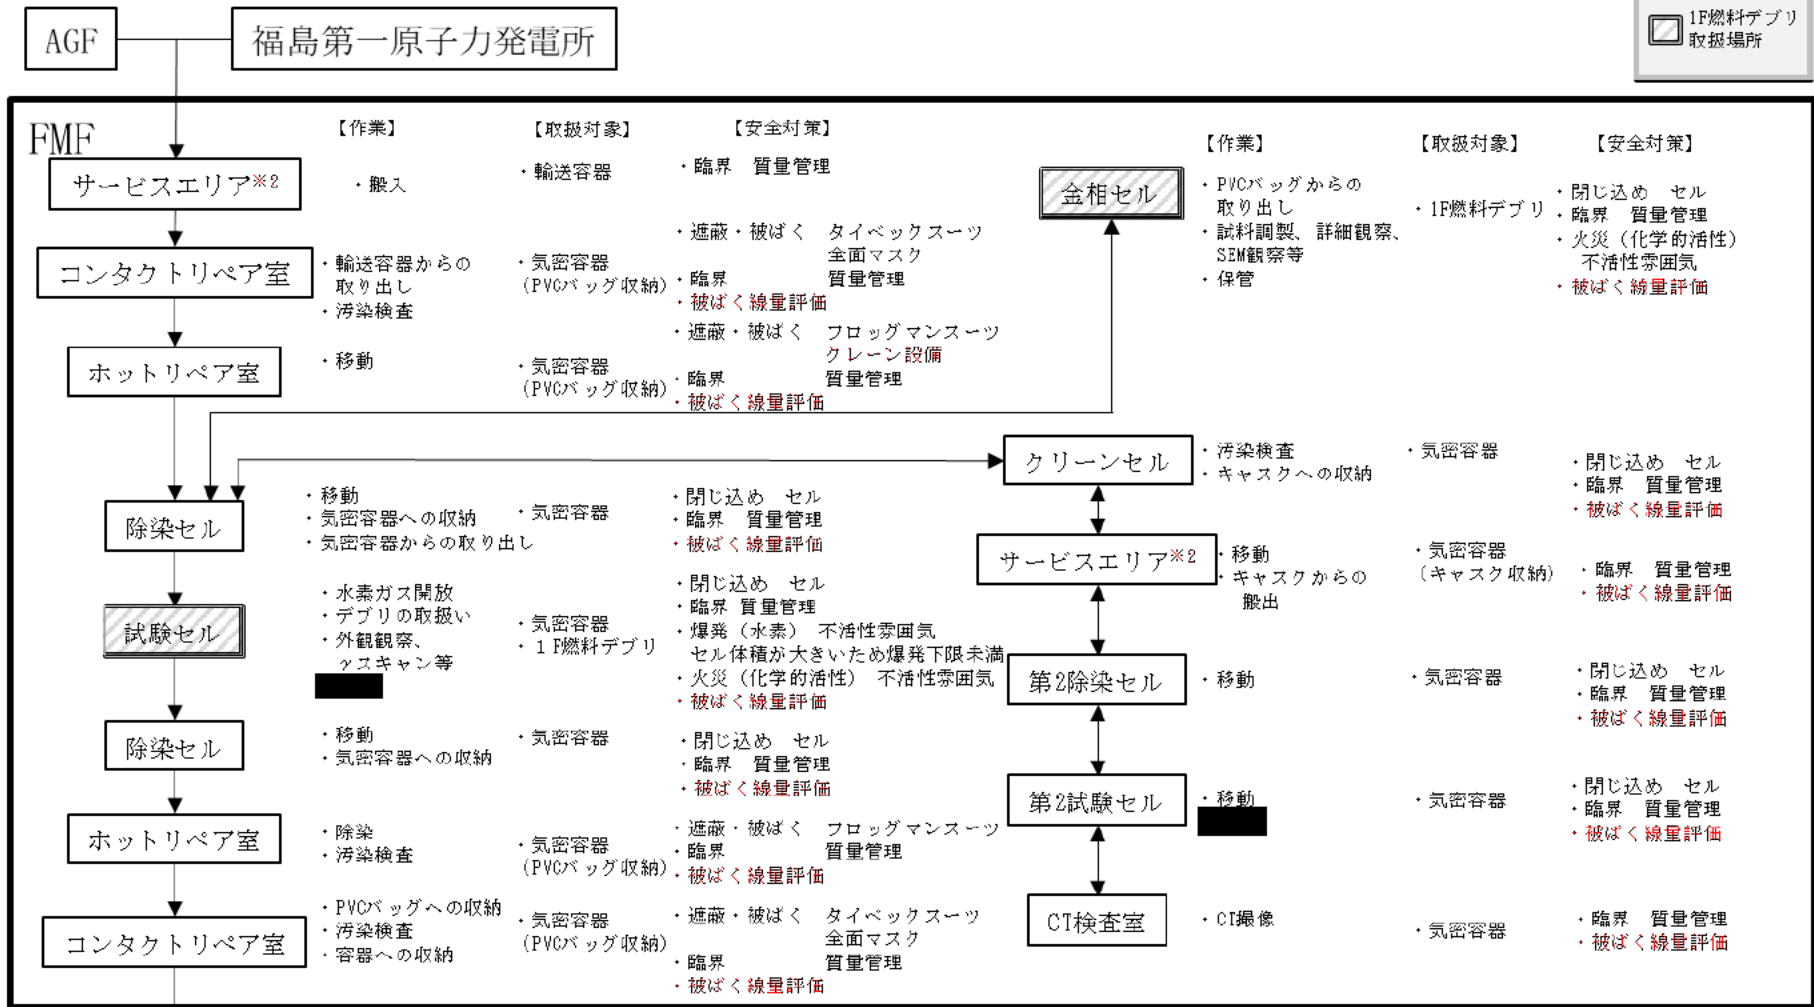 AGF
福島第一原子力発電所
1F燃料デブリ
取扱場所
FMF
【作業】
【取扱対象】
【安全対策】
サービスエリア※2
・搬入
・輸送容器
・臨界 質量管理
コンタクトリペア室
・輸送容器からの
取り出し
・汚染検査
・気密容器
(PVCバッグ収納)
・遮蔽・被ばく タイベックスーツ
全面マスク
・臨界 質量管理
・被ばく線量評価
ホットリペア室
・移動
・気密容器
(PVCバッグ収納)
・遮蔽・被ばく フロッグマンスーツ
クレーン設備
・臨界 質量管理
・被ばく線量評価
除染セル
・移動
・気密容器への収納
・気密容器からの取り出し
・気密容器
・閉じ込め セル
・臨界 質量管理
・被ばく線量評価
試験セル
・水素ガス開放
・デブリの取扱い
・外観観察、
γスキャン等
・気密容器
・1F燃料デブリ
・閉じ込め セル
・臨界 質量管理
・爆発(水素) 不活性雰囲気
セル体積が大きいため爆発下限未満
・火災(化学的活性) 不活性雰囲気
・被ばく線量評価
除染セル
・移動
・気密容器への収納
・気密容器
・閉じ込め セル
・臨界 質量管理
・被ばく線量評価
ホットリペア室
・除染
・汚染検査
・気密容器
(PVCバッグ収納)
・遮蔽・被ばく フロッグマンスーツ
・臨界 質量管理
・被ばく線量評価
コンタクトリペア室
・PVCバッグへの収納
・汚染検査
・容器への収納
・気密容器
(PVCバッグ収納)
・遮蔽・被ばく タイベックスーツ
全面マスク
・臨界 質量管理
・被ばく線量評価
【作業】
【取扱対象】
【安全対策】
金相セル
・PVCバッグからの
取り出し
・試料調製、詳細観察、
SEM観察等
・保管
・1F燃料デブリ
・閉じ込め セル
・臨界 質量管理
・火災(化学的活性)
不活性雰囲気
・被ばく線量評価
クリーンセル
・汚染検査
・キャスクへの収納
・気密容器
・閉じ込め セル
・臨界 質量管理
・被ばく線量評価
サービスエリア※2
・移動
・キャスクからの
搬出
・気密容器
(キャスク収納)
・臨界 質量管理
・被ばく線量評価
第2除染セル
・移動
・気密容器
・閉じ込め セル
・臨界 質量管理
・被ばく線量評価
第2試験セル
・移動
・気密容器
・閉じ込め セル
・臨界 質量管理
・被ばく線量評価
CT検査室
・CT撮像
・気密容器
・臨界 質量管理
・被ばく線量評価